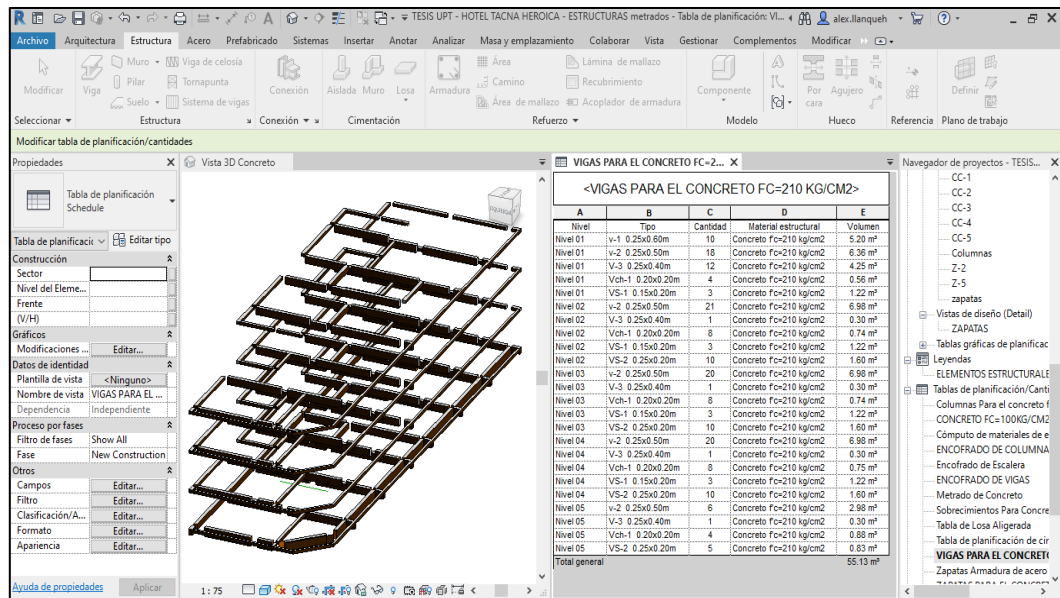 TESIS UPT - HOTEL TACNA HEROICA - ESTRUCTURAS metrados - Tabla de planificación: VI... alex.llanqueh
Archivo Arquitectura Estructura Acero Prefabricado Sistemas Insertar Anotar Analizar Masa y emplazamiento Colaborar Vista Gestionar Complementos Modificar
Modificar
Viga
Muro
Pilar
Suelo
Viga de celosía
Tornapunta
Sistema de vigas
Conexión
Aislada Muro Losa
Armadura
Área
Camino
Área de mallazo
Lámina de mallazo
Recubrimiento
Acoplador de armadura
Componente
Por cara
Agujero
Definir
Seleccionar Estructura Conexión Cimentación Refuerzo Modelo Hueco Referencia Plano de trabajo
Modificar tabla de planificación/cantidades
Propiedades X
Tabla de planificación
Schedule
Tabla de planificació Editar tipo
Construcción
Sector
Nivel del Eleme...
Frente
(V/H)
Gráficos
Modificaciones ... Editar...
Datos de identidad
Plantilla de vista <Ninguno>
Nombre de vista VIGAS PARA EL ...
Dependencia Independiente
Proceso por fases
Filtro de fases Show All
Fase New Construction
Otros
Campos Editar...
Filtro Editar...
Clasificación/A... Editar...
Formato Editar...
Apariencia Editar...
Ayuda de propiedades Aplicar
Vista 3D Concreto
1 : 75
VIGAS PARA EL CONCRETO FC=2... X
<VIGAS PARA EL CONCRETO FC=210 KG/CM2>
A B C D E
Nivel Tipo Cantidad Material estructural Volumen
Nivel 01 v-1 0.25x0.60m 10 Concreto f'c=210 kg/cm2 5.20 m³
Nivel 01 v-2 0.25x0.50m 18 Concreto f'c=210 kg/cm2 6.36 m³
Nivel 01 V-3 0.25x0.40m 12 Concreto f'c=210 kg/cm2 4.25 m³
Nivel 01 Vch-1 0.20x0.20m 4 Concreto f'c=210 kg/cm2 0.56 m³
Nivel 01 VS-1 0.15x0.20m 3 Concreto f'c=210 kg/cm2 1.22 m³
Nivel 02 v-2 0.25x0.50m 21 Concreto f'c=210 kg/cm2 6.98 m³
Nivel 02 V-3 0.25x0.40m 1 Concreto f'c=210 kg/cm2 0.30 m³
Nivel 02 Vch-1 0.20x0.20m 8 Concreto f'c=210 kg/cm2 0.74 m³
Nivel 02 VS-1 0.15x0.20m 3 Concreto f'c=210 kg/cm2 1.22 m³
Nivel 02 VS-2 0.25x0.20m 10 Concreto f'c=210 kg/cm2 1.60 m³
Nivel 03 v-2 0.25x0.50m 20 Concreto f'c=210 kg/cm2 6.98 m³
Nivel 03 V-3 0.25x0.40m 1 Concreto f'c=210 kg/cm2 0.30 m³
Nivel 03 Vch-1 0.20x0.20m 8 Concreto f'c=210 kg/cm2 0.74 m³
Nivel 03 VS-1 0.15x0.20m 3 Concreto f'c=210 kg/cm2 1.22 m³
Nivel 03 VS-2 0.25x0.20m 10 Concreto f'c=210 kg/cm2 1.60 m³
Nivel 04 v-2 0.25x0.50m 20 Concreto f'c=210 kg/cm2 6.98 m³
Nivel 04 V-3 0.25x0.40m 1 Concreto f'c=210 kg/cm2 0.30 m³
Nivel 04 Vch-1 0.20x0.20m 8 Concreto f'c=210 kg/cm2 0.75 m³
Nivel 04 VS-1 0.15x0.20m 3 Concreto f'c=210 kg/cm2 1.22 m³
Nivel 04 VS-2 0.25x0.20m 10 Concreto f'c=210 kg/cm2 1.60 m³
Nivel 05 v-2 0.25x0.50m 6 Concreto f'c=210 kg/cm2 2.98 m³
Nivel 05 V-3 0.25x0.40m 1 Concreto f'c=210 kg/cm2 0.30 m³
Nivel 05 Vch-1 0.20x0.20m 4 Concreto f'c=210 kg/cm2 0.88 m³
Nivel 05 VS-2 0.25x0.20m 5 Concreto f'c=210 kg/cm2 0.83 m³
Total general 55.13 m³
Navegador de proyectos - TESIS... X
CC-1
CC-2
CC-3
CC-4
CC-5
Columnas
Z-2
Z-5
zapatas
Vistas de diseño (Detail)
ZAPATAS
Tablas gráficas de planificac
Leyendas
ELEMENTOS ESTRUCTURALE
Tablas de planificación/Canti
Columnas Para el concreto f
CONCRETO FC=100KG/CM2
Cómputo de materiales de e
ENCOFRADO DE COLUMNA
Encofrado de Escalera
ENCOFRADO DE VIGAS
Metrado de Concreto
Sobrecimientos Para Concre
Tabla de Losa Aligerada
Tabla de planificación de cir
VIGAS PARA EL CONCRETO
Zapatas Armadura de acero
ZAPATAS PARA EL CONCRET